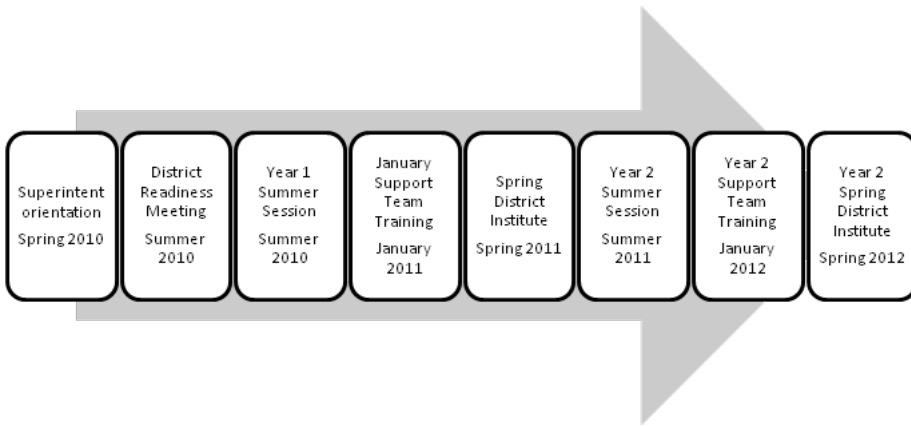 Superintent
orientation
Spring 2010
District
Readiness
Meeting
Summer
2010
Year 1
Summer
Session
Summer
2010
January
Support
Team
Training
January
2011
Spring
District
Institute
Spring 2011
Year 2
Summer
Session
Summer
2011
Year 2
Support
Team
Training
January
2012
Year 2
Spring
District
Institute
Spring 2012